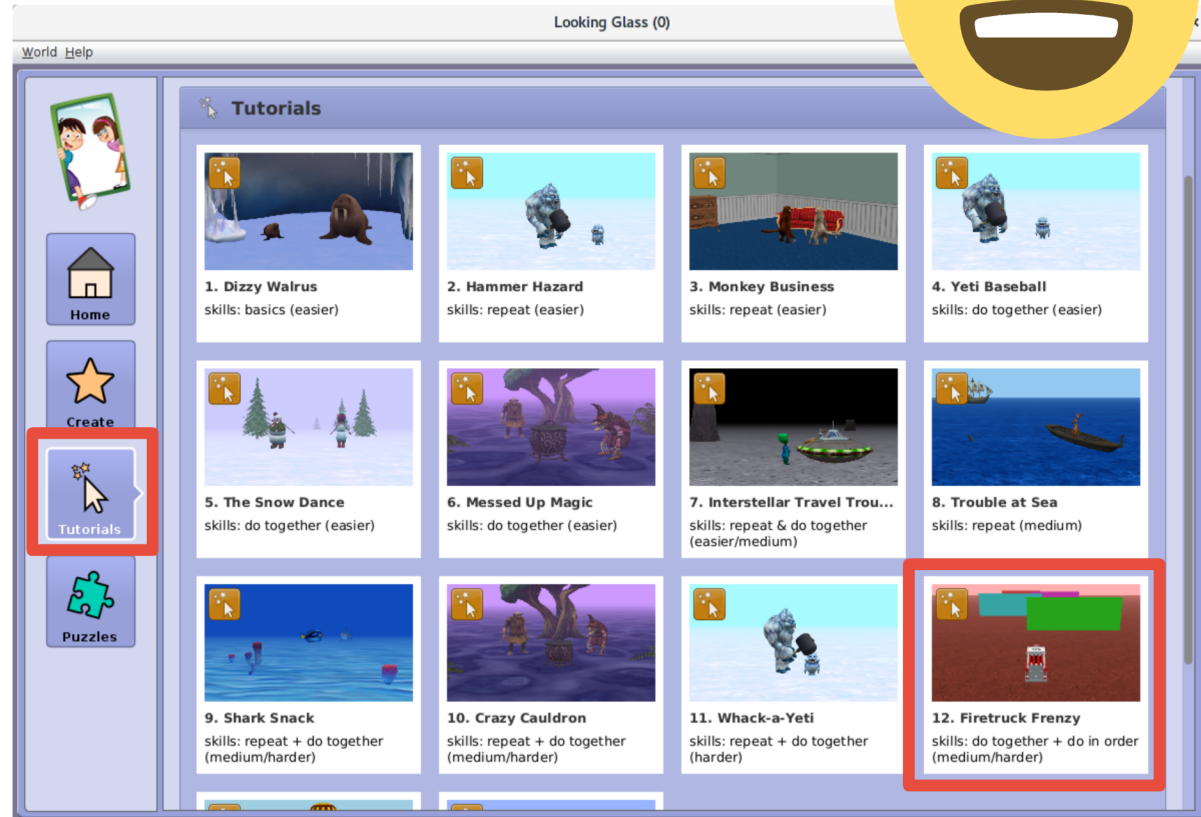 Looking Glass (0)
World Help
Tutorials
Home
Create
Tutorials
Puzzles
1. Dizzy Walrus
skills: basics (easier)
2. Hammer Hazard
skills: repeat (easier)
3. Monkey Business
skills: repeat (easier)
4. Yeti Baseball
skills: do together (easier)
5. The Snow Dance
skills: do together (easier)
6. Messed Up Magic
skills: do together (easier)
7. Interstellar Travel Trou...
skills: repeat & do together
(easier/medium)
8. Trouble at Sea
skills: repeat (medium)
9. Shark Snack
skills: repeat + do together
(medium/harder)
10. Crazy Cauldron
skills: repeat + do together
(medium/harder)
11. Whack-a-Yeti
skills: repeat + do together
(harder)
12. Firetruck Frenzy
skills: do together + do in order
(medium/harder)